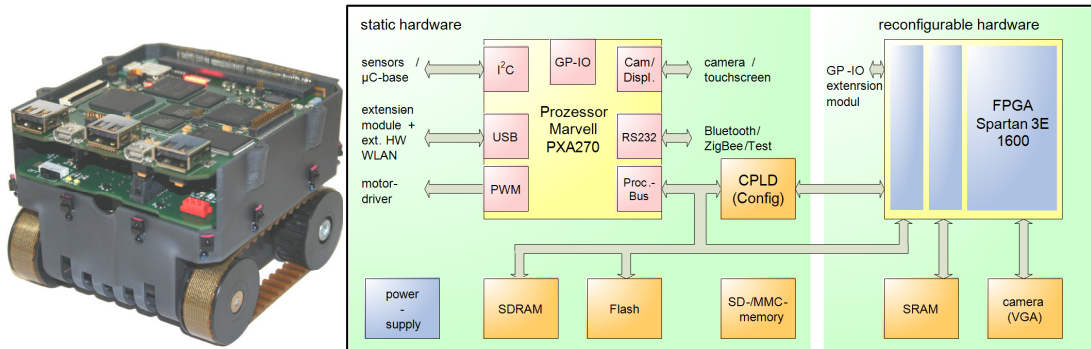 static hardware
reconfigurable hardware
sensors /
µC-base
I²C
GP-IO
Cam/
Displ.
camera /
touchscreen
extension
module +
ext. HW
WLAN
USB
Prozessor
Marvell
PXA270
RS232
Bluetooth/
ZigBee/Test
motor-
driver
PWM
Proc.-
Bus
CPLD
(Config)
GP-IO
extenrsion
modul
FPGA
Spartan 3E
1600
power
-
supply
SDRAM
Flash
SD-/MMC-
memory
SRAM
camera
(VGA)